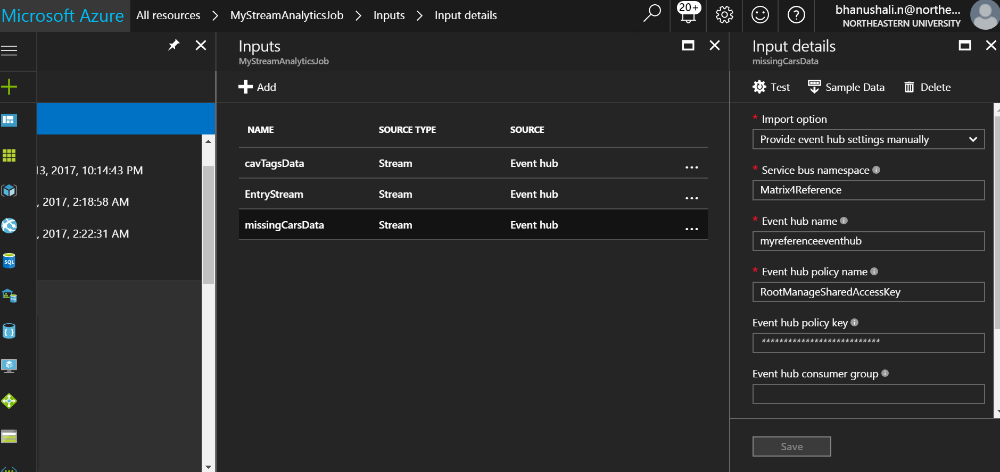 Microsoft Azure All resources > MyStreamAnalyticsJob > Inputs > Input details
20+
bhanushali.n@northe...
NORTHEASTERN UNIVERSITY
13, 2017, 10:14:43 PM
, 2017, 2:18:58 AM
, 2017, 2:22:31 AM
SQL
SQL
Inputs
MyStreamAnalyticsJob
Add
NAME SOURCE TYPE SOURCE
cavTagsData Stream Event hub ...
EntryStream Stream Event hub ...
missingCarsData Stream Event hub ...
Input details
missingCarsData
Test Sample Data Delete
* Import option
Provide event hub settings manually
* Service bus namespace
Matrix4Reference
* Event hub name
myreferenceeventhub
* Event hub policy name
RootManageSharedAccessKey
Event hub policy key
***************************
Event hub consumer group
Save